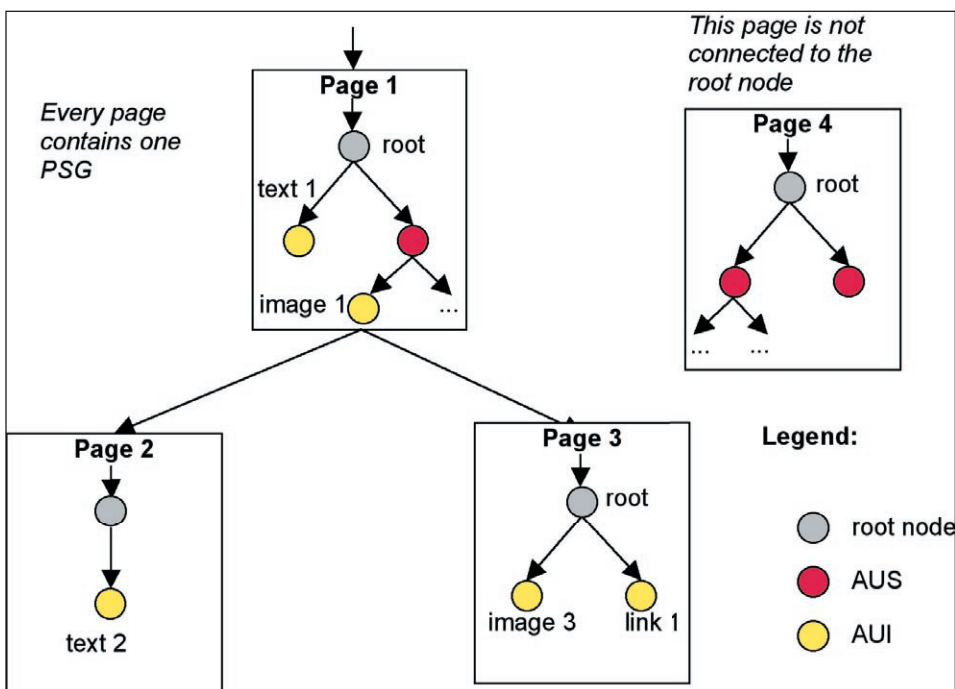 This page is not
connected to the
root node
Every page
contains one
PSG
Page 1
root
text 1
image 1
...
Page 4
root
...
...
Page 2
text 2
Page 3
root
image 3
link 1
Legend:
root node
AUS
AUI